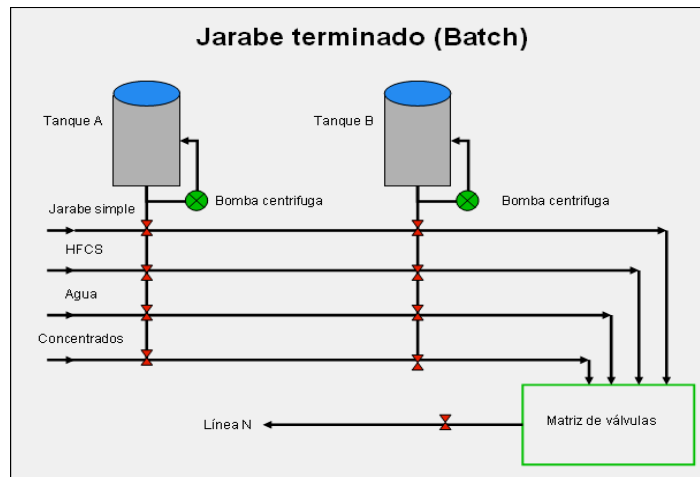 Jarabe terminado (Batch)
Tanque A
Tanque B
Bomba centrifuga
Bomba centrifuga
Jarabe simple
HFCS
Agua
Concentrados
Línea N
Matriz de válvulas